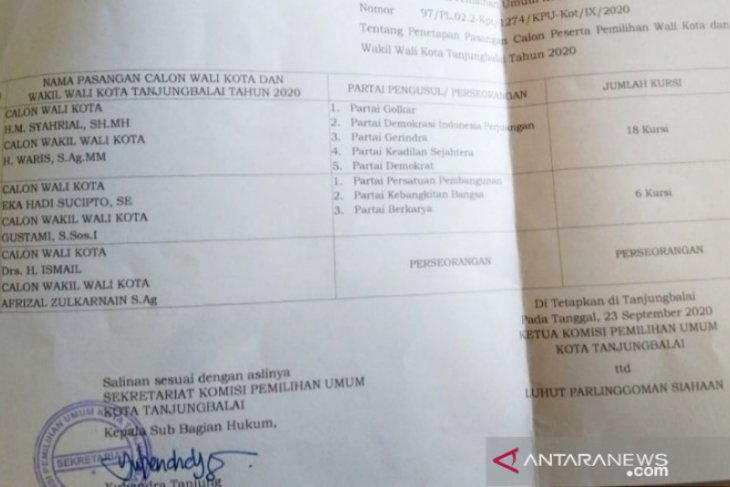 Nomor 97/PL.02.2-Kpt/1274/KPU-Kot/IX/2020
Tentang Penetapan Pasangan Calon Peserta Pemilihan Wali Kota dan
Wakil Wali Kota Tanjungbalai Tahun 2020
NAMA PASANGAN CALON WALI KOTA DAN
WAKIL WALI KOTA TANJUNGBALAI TAHUN 2020
PARTAI PENGUSUL/ PERSEORANGAN
JUMLAH KURSI
CALON WALI KOTA
H.M. SYAHRIAL, SH.MH
CALON WAKIL WALI KOTA
H. WARIS, S.Ag.MM
1. Partai Golkar
2. Partai Demokrasi Indonesia Perjuangan
3. Partai Gerindra
4. Partai Keadilan Sejahtera
5. Partai Demokrat
18 Kursi
CALON WALI KOTA
EKA HADI SUCIPTO, SE
CALON WAKIL WALI KOTA
GUSTAMI, S.Sos.I
1. Partai Persatuan Pembangunan
2. Partai Kebangkitan Bangsa
3. Partai Berkarya
6 Kursi
CALON WALI KOTA
Drs. H. ISMAIL
CALON WAKIL WALI KOTA
AFRIZAL ZULKARNAIN S.Ag
PERSEORANGAN
PERSEORANGAN
Di Tetapkan di Tanjungbalai
Pada Tanggal, 23 September 2020
KETUA KOMISI PEMILIHAN UMUM
KOTA TANJUNGBALAI
ttd
LUHUT PARLINGGOMAN SIAHAAN
Salinan sesuai dengan aslinya
SEKRETARIAT KOMISI PEMILIHAN UMUM
KOTA TANJUNGBALAI
Kepala Sub Bagian Hukum,
PEMILIHAN UMUM KOTA
SEKRETARIAT
Tanjung
ANTARANEWS
.com